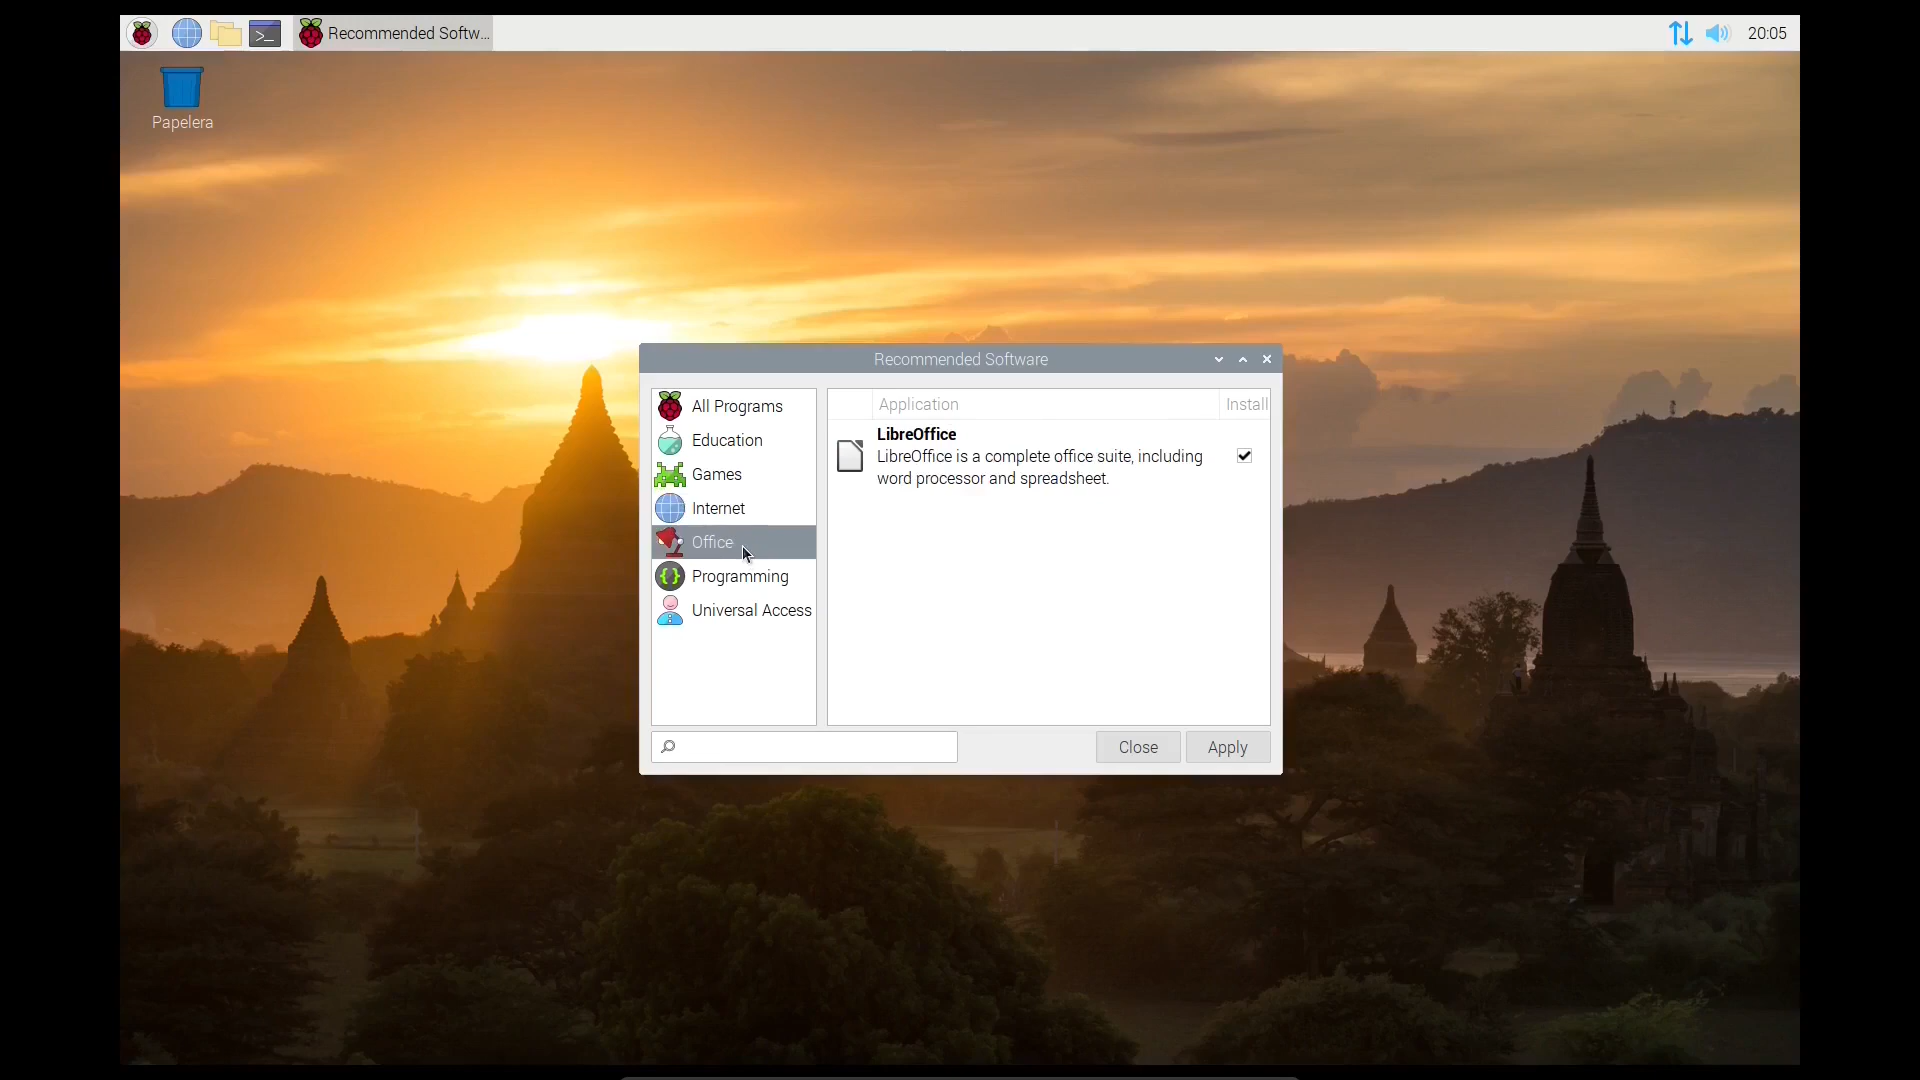 Recommended Softw...
20:05
Papelera
Recommended Software
All Programs
Education
Games
Internet
Office
Programming
Universal Access
Application
Install
LibreOffice
LibreOffice is a complete office suite, including
word processor and spreadsheet.
Close
Apply